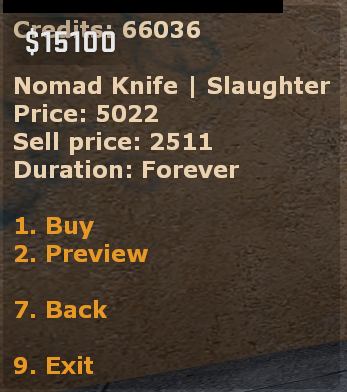 Credits: 66036
$15100
Nomad Knife | Slaughter
Price: 5022
Sell price: 2511
Duration: Forever
1. Buy
2. Preview
7. Back
9. Exit